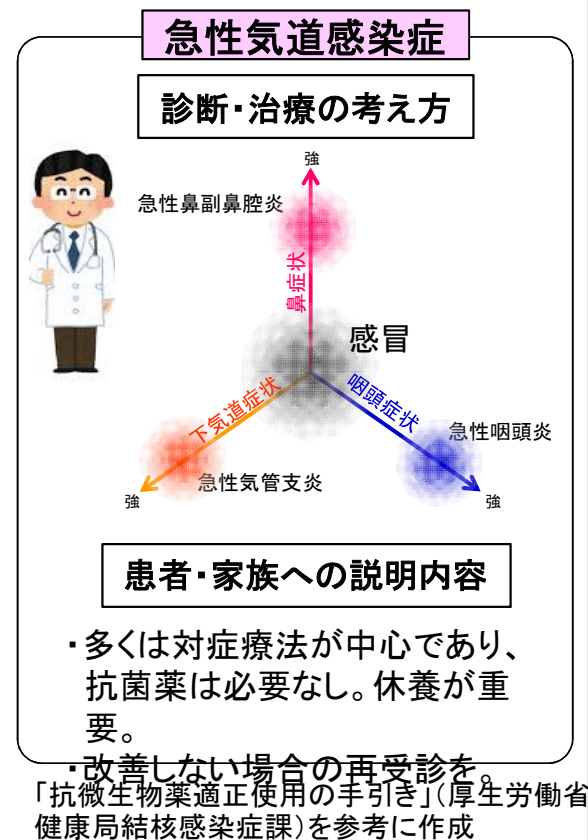 急性気道感染症
診断・治療の考え方
強
急性鼻副鼻腔炎
鼻症状
感冒
下気道症状
咽頭症状
急性咽頭炎
急性気管支炎
強
強
患者・家族への説明内容
・多くは対症療法が中心であり、
抗菌薬は必要なし。休養が重
要。
・改善しない場合の再受診を。
「抗微生物薬適正使用の手引き」（厚生労働省
健康局結核感染症課）を参考に作成